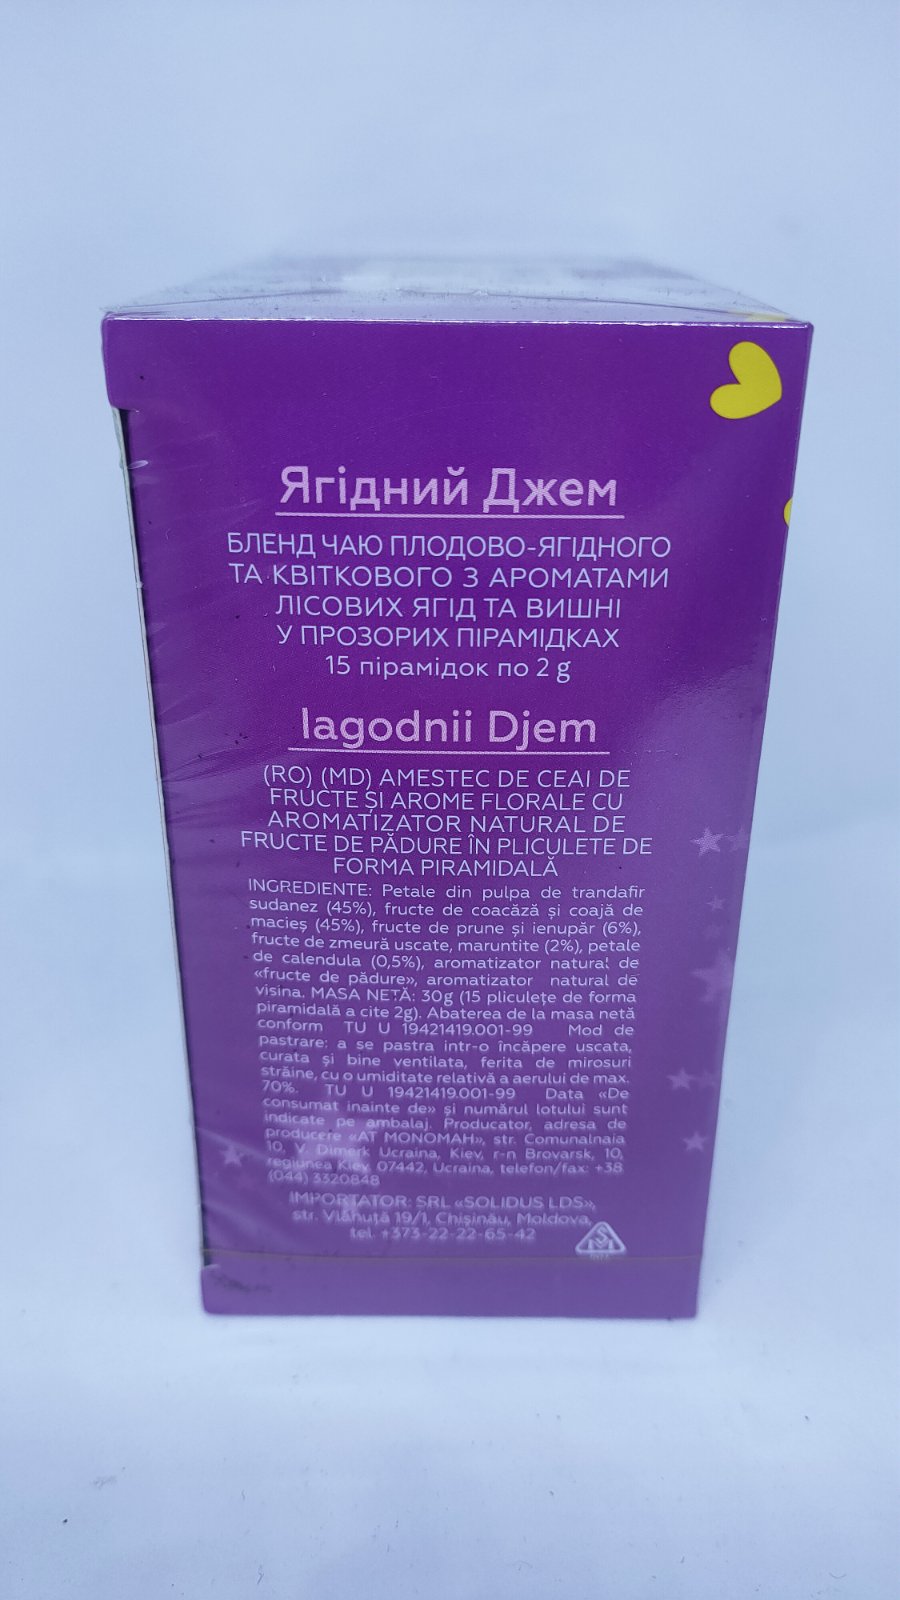 Ягідний Джем
БЛЕНД ЧАЮ ПЛОДОВО-ЯГІДНОГО
ТА КВІТКОВОГО З АРОМАТАМИ
ЛІСОВИХ ЯГІД ТА ВИШНІ
У ПРОЗОРИХ ПІРАМІДКАХ
15 пірамідок по 2 g
Iagodnii Djem
(RO) (MD) AMESTEC DE CEAI DE
FRUCTE ȘI AROME FLORALE CU
AROMATIZATOR NATURAL DE
FRUCTE DE PĂDURE ÎN PLICULETE DE
FORMA PIRAMIDALĂ
INGREDIENTE: Petale din pulpa de trandafir
sudanez (45%), fructe de coacăză și coajă de
macieș (45%), fructe de prune și ienupăr (6%),
fructe de zmeură uscate, maruntite (2%), petale
de calendula (0,5%), aromatizator natural de
«fructe de pădure», aromatizator natural de
visina. MASA NETĂ: 30g (15 pliculețe de forma
piramidală a cite 2g). Abaterea de la masa netă
conform TU U 19421419.001-99 Mod de
pastrare: a se pastra intr-o încăpere uscata,
curata și bine ventilata, ferita de mirosuri
străine, cu o umiditate relativă a aerului de max.
70%. TU U 19421419.001-99 Data «De
consumat inainte de» și numărul lotului sunt
indicate pe ambalaj. Producator, adresa de
producere «AT MONOMAH», str. Comunalnaia
10, V. Dimerk Ucraina, Kiev, r-n Brovarsk, 10,
regiunea Kiev 07442, Ucraina, telefon/fax: +38
(044) 3320848
IMPORTATOR: SRL «SOLIDUS LDS»,
str. Vlăhuță 19/1, Chișinău, Moldova,
tel. +373-22-22-65-42